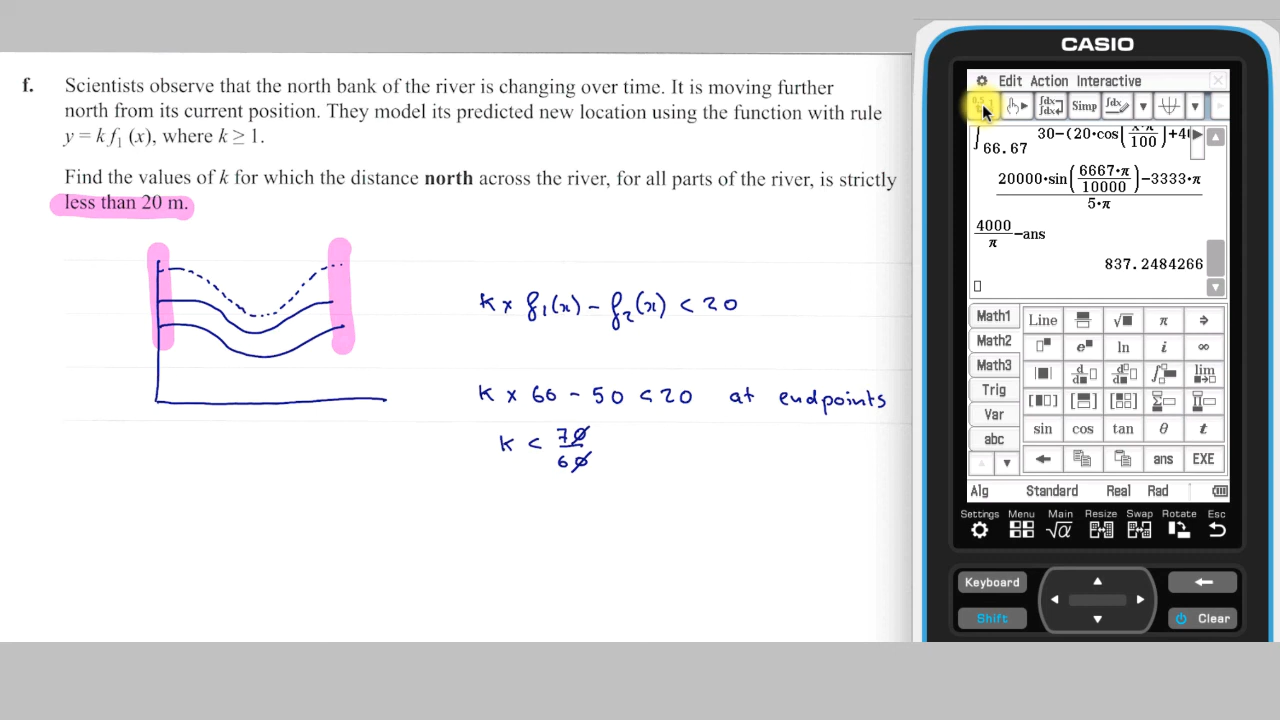 f. Scientists observe that the north bank of the river is changing over time. It is moving further
north from its current position. They model its predicted new location using the function with rule
y = k f₁ (x), where k ≥ 1.
Find the values of k for which the distance north across the river, for all parts of the river, is strictly
less than 20 m.
k × f₁(x) − f₂(x) < 20
k × 60 − 50 < 20 at endpoints
k < 70/60
CASIO
Edit Action Interactive
Simp
∫66.67 30−(20·cos(x·π/100)+40
(20000·sin(6667·π/10000)−3333·π)/(5·π)
4000/π−ans
837.2484266
Math1 Line √■ π ⇒
Math2 e■ ln i ∞
Math3 d/d■ lim
Trig
Var sin cos tan θ t
abc ans EXE
Alg Standard Real Rad
Settings Menu Main Resize Swap Rotate Esc
Keyboard
Shift Clear